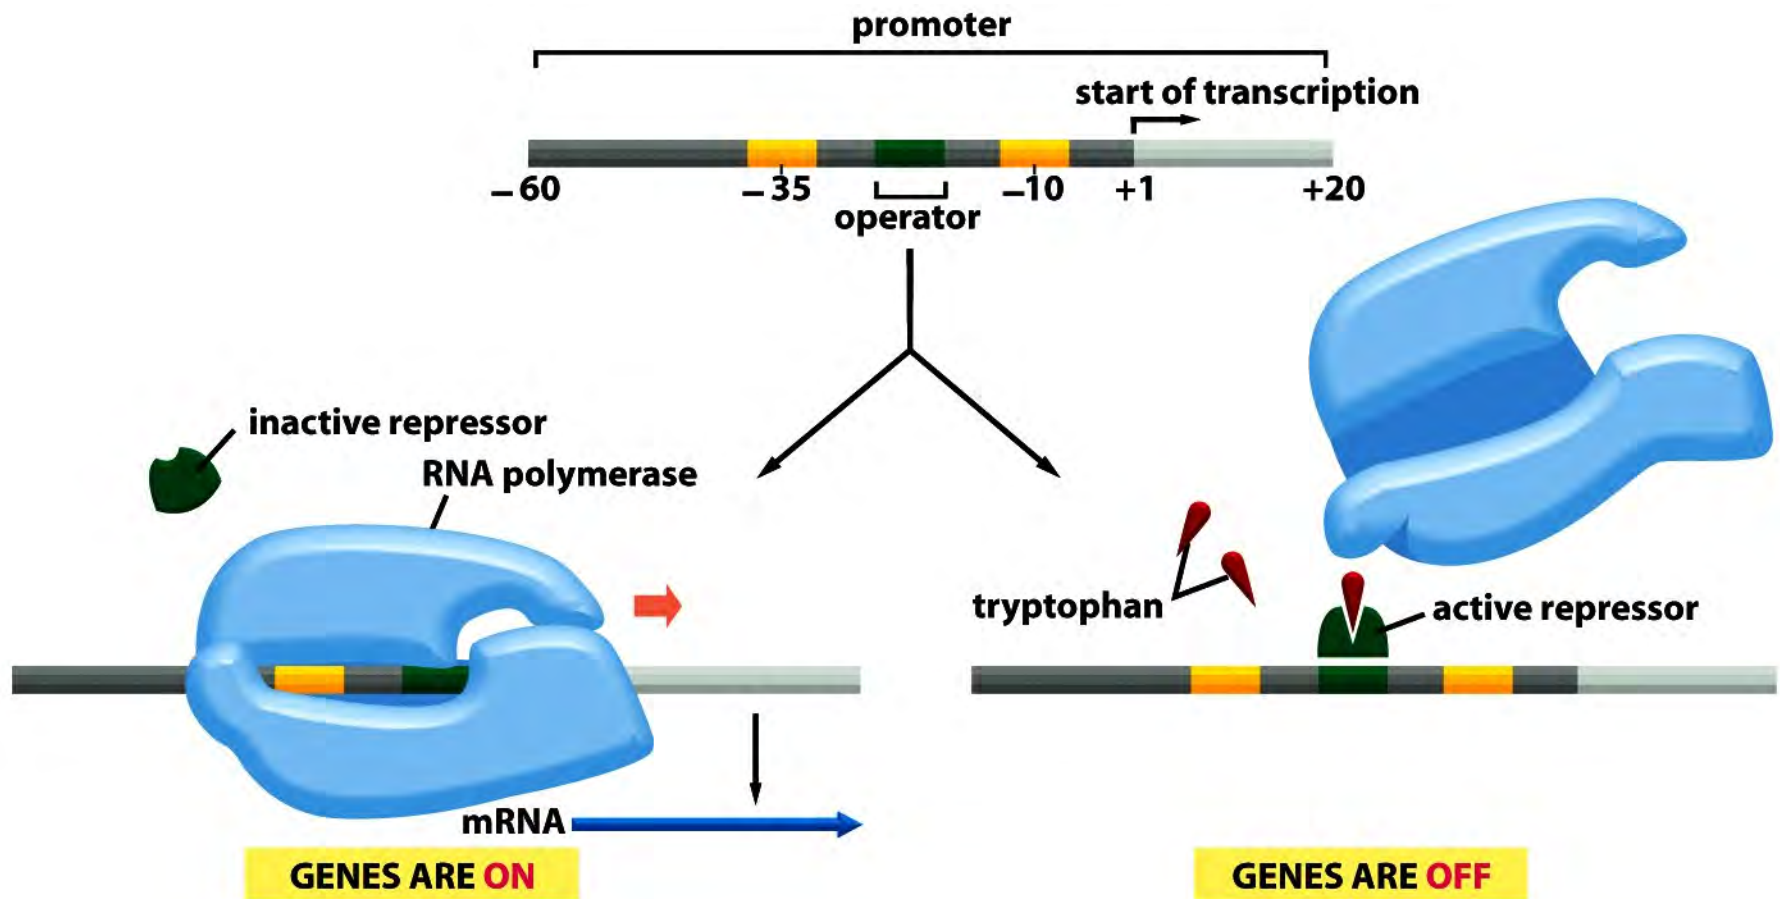 promoter
start of transcription
–60
–35
–10
+1
+20
operator
inactive repressor
RNA polymerase
tryptophan
active repressor
mRNA
GENES ARE ON
GENES ARE OFF